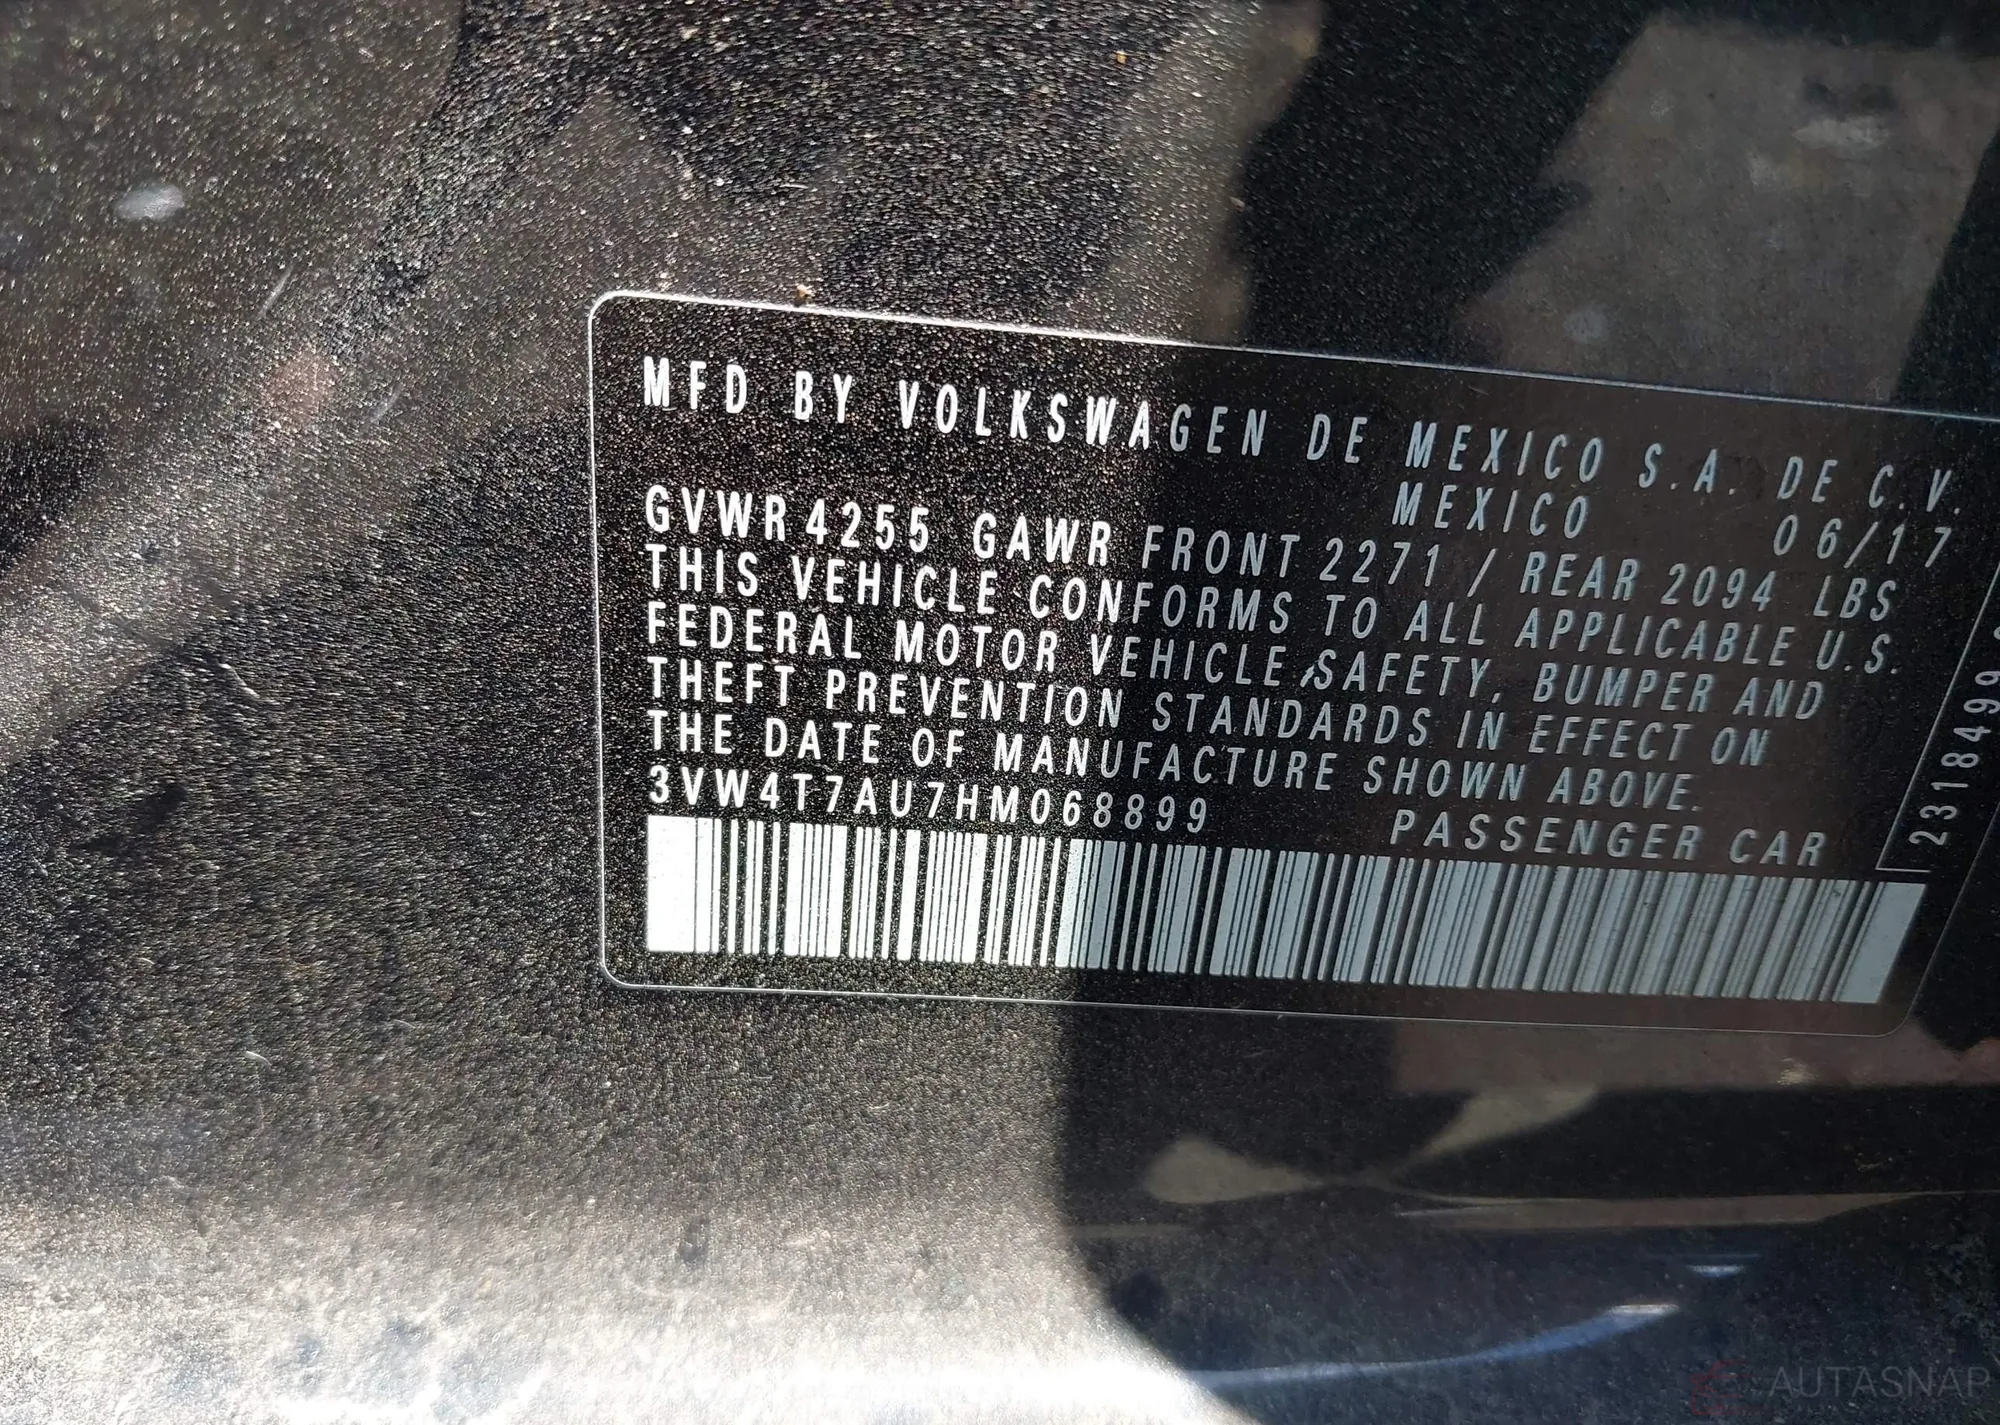 MFD BY VOLKSWAGEN DE MEXICO S.A. DE C.V.
MEXICO 06/17
GVWR 4255 GAWR FRONT 2271 / REAR 2094 LBS
THIS VEHICLE CONFORMS TO ALL APPLICABLE U.S.
FEDERAL MOTOR VEHICLE SAFETY, BUMPER AND
THEFT PREVENTION STANDARDS IN EFFECT ON
THE DATE OF MANUFACTURE SHOWN ABOVE.
3VW4T7AU7HM068899 PASSENGER CAR
2318499
AUTASNAP